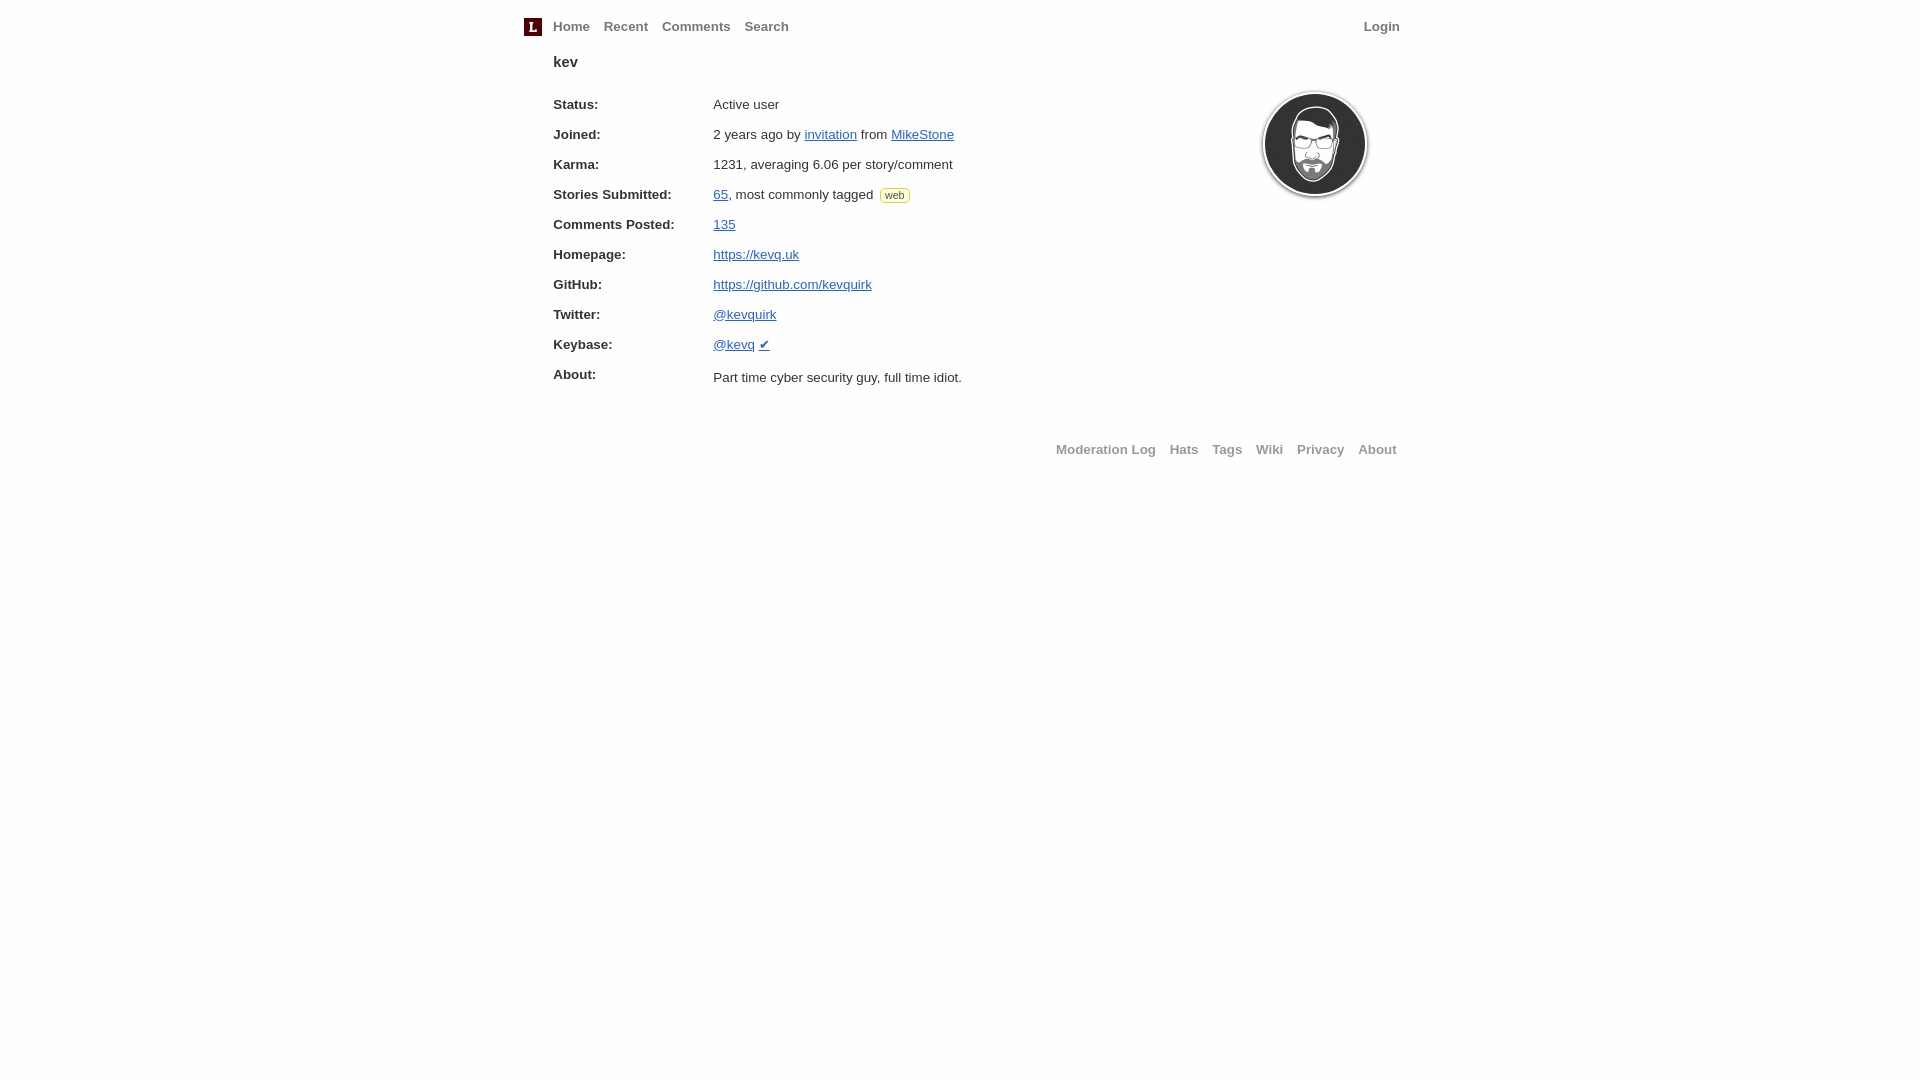 L Home Recent Comments Search Login
kev
Status: Active user
Joined: 2 years ago by invitation from MikeStone
Karma: 1231, averaging 6.06 per story/comment
Stories Submitted: 65, most commonly tagged web
Comments Posted: 135
Homepage: https://kevq.uk
GitHub: https://github.com/kevquirk
Twitter: @kevquirk
Keybase: @kevq ✔
About: Part time cyber security guy, full time idiot.
Moderation Log Hats Tags Wiki Privacy About